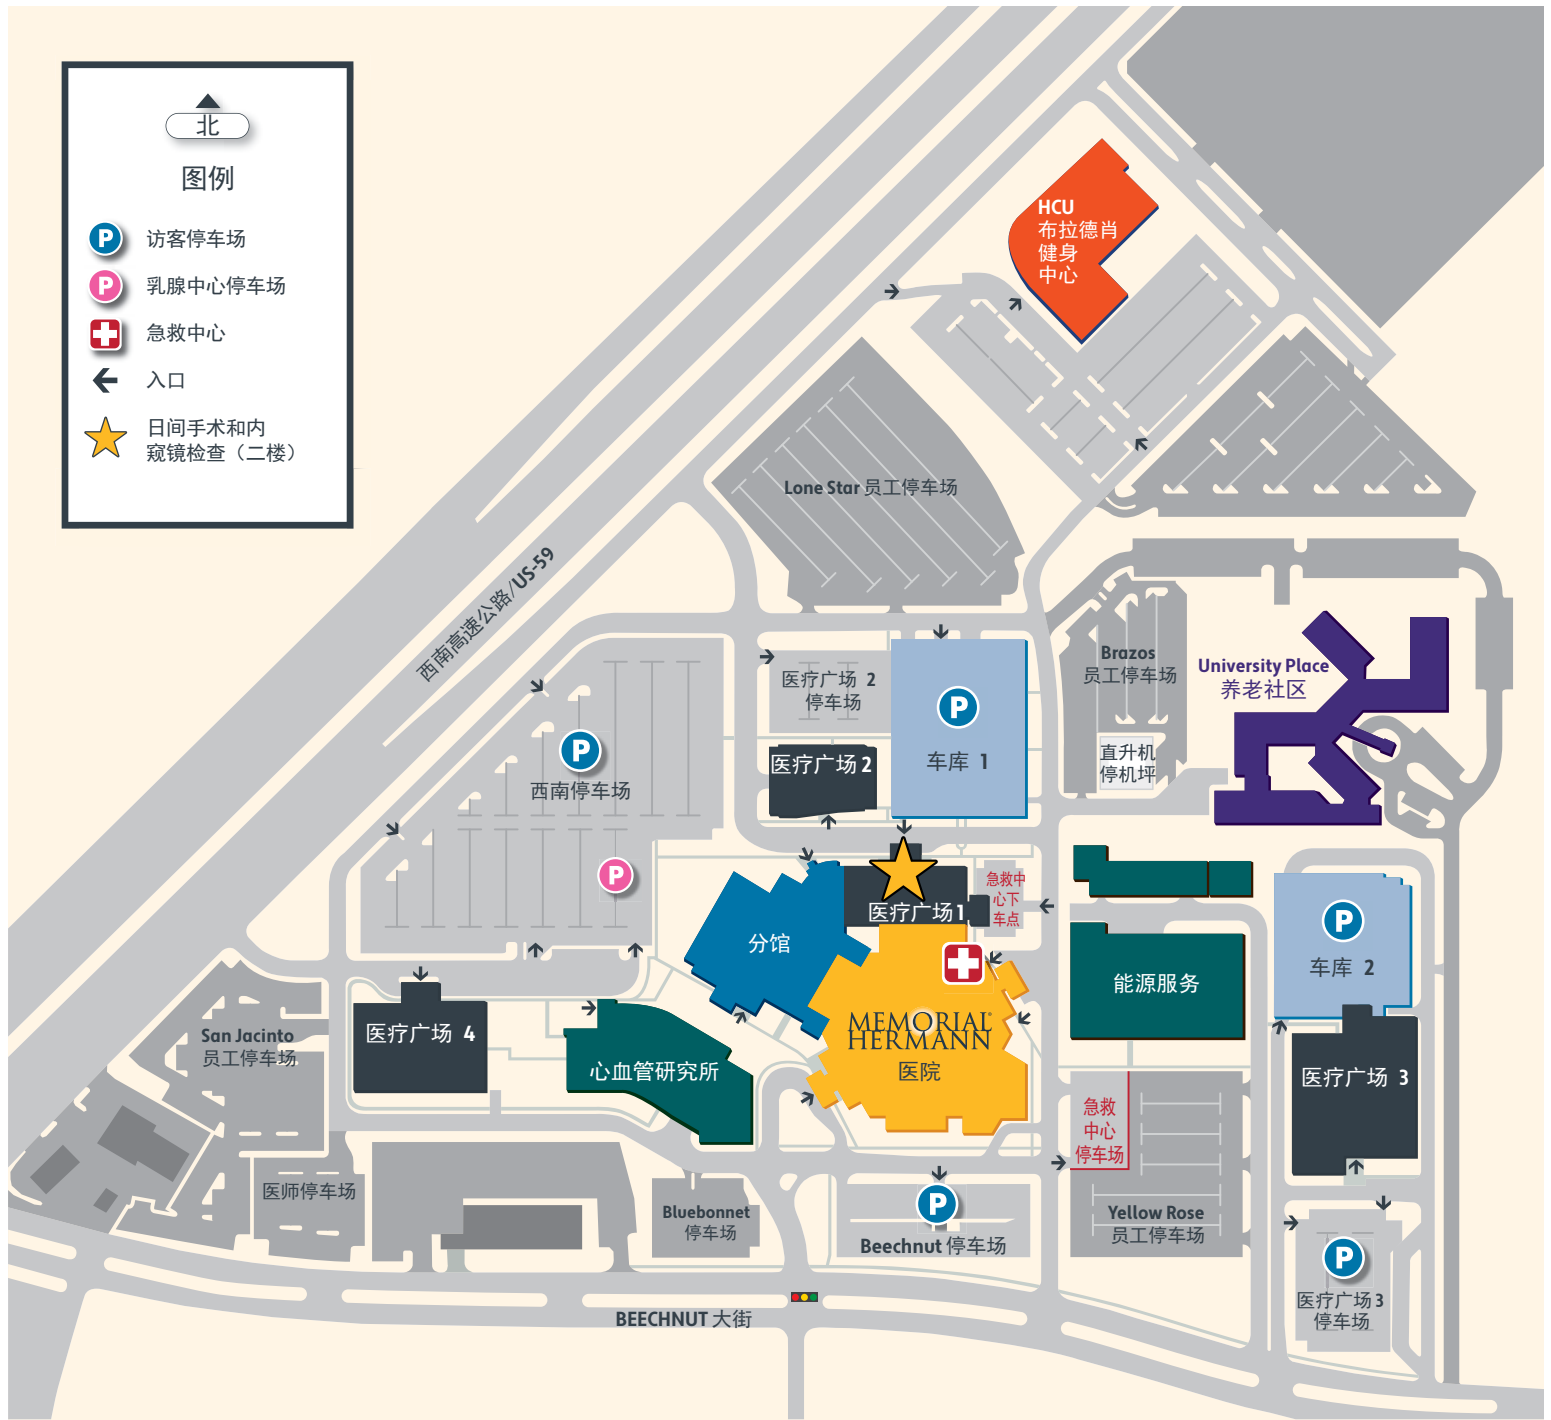 北
图例
P
访客停车场
P
乳腺中心停车场
急救中心
入口
日间手术和内
窥镜检查（二楼）
HCU
布拉德肖
健身
中心
Lone Star 员工停车场
西南高速公路/US-59
Brazos
员工停车场
University Place
养老社区
直升机
停机坪
医疗广场 2
停车场
P
车库 1
医疗广场 2
P
西南停车场
P
急救中
心下
车点
医疗广场 1
分馆
MEMORIAL®
HERMANN
医院
能源服务
P
车库 2
医疗广场 3
San Jacinto
员工停车场
医疗广场 4
心血管研究所
急救
中心
停车场
医师停车场
Bluebonnet
停车场
P
Beechnut 停车场
Yellow Rose
员工停车场
P
医疗广场 3
停车场
BEECHNUT 大街